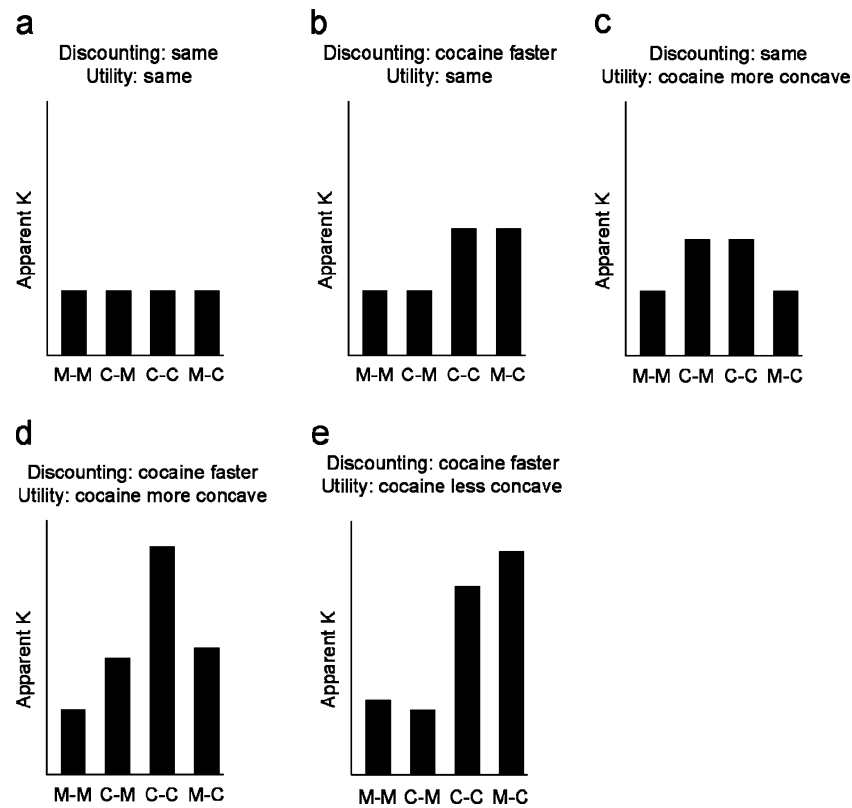 a
Discounting: same
Utility: same
Apparent K
M-M C-M C-C M-C
b
Discounting: cocaine faster
Utility: same
Apparent K
M-M C-M C-C M-C
c
Discounting: same
Utility: cocaine more concave
Apparent K
M-M C-M C-C M-C
d
Discounting: cocaine faster
Utility: cocaine more concave
Apparent K
M-M C-M C-C M-C
e
Discounting: cocaine faster
Utility: cocaine less concave
Apparent K
M-M C-M C-C M-C